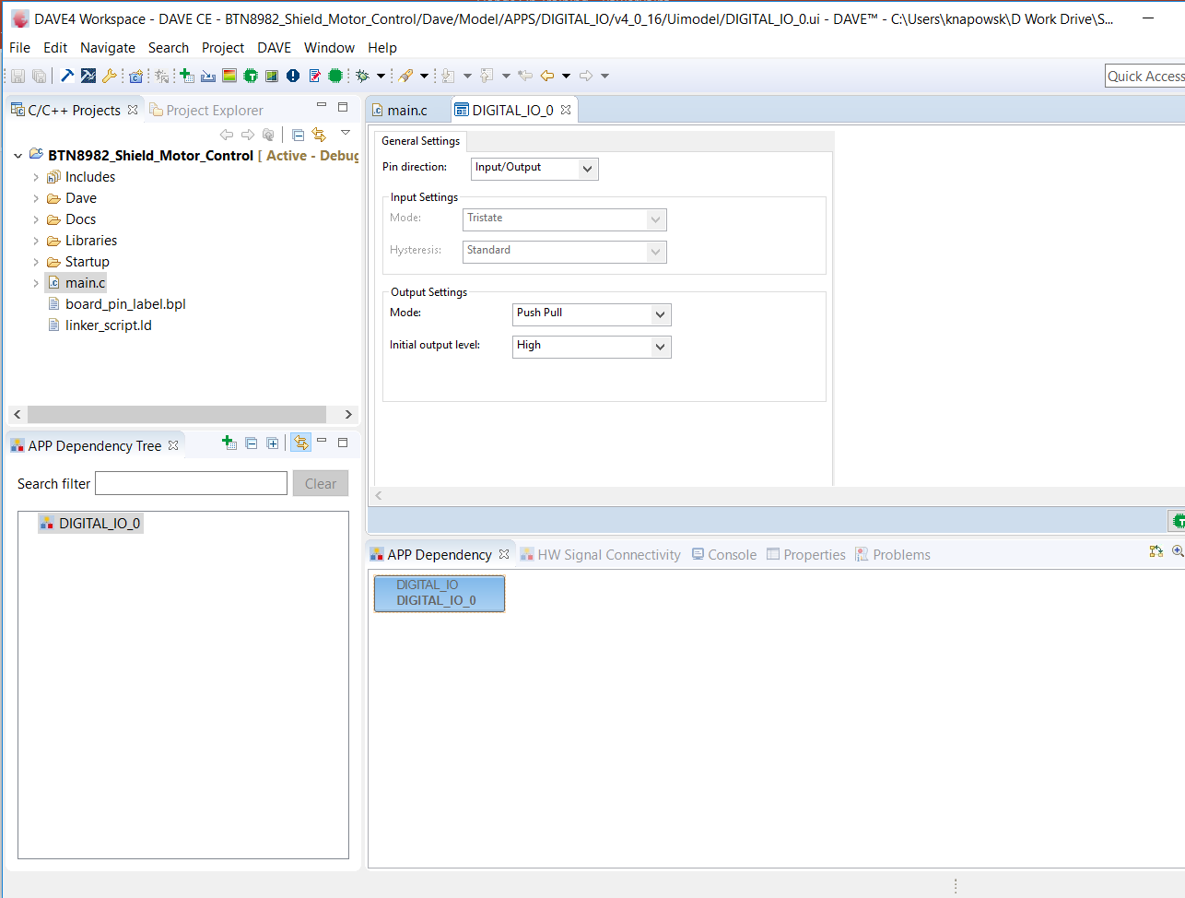 DAVE4 Workspace - DAVE CE - BTN8982_Shield_Motor_Control/Dave/Model/APPS/DIGITAL_IO/v4_0_16/Uimodel/DIGITAL_IO_0.ui - DAVE™ - C:\Users\knapowsk\D Work Drive\S...
File Edit Navigate Search Project DAVE Window Help
Quick Access
C/C++ Projects Project Explorer
BTN8982_Shield_Motor_Control [ Active - Debug
Includes
Dave
Docs
Libraries
Startup
main.c
board_pin_label.bpl
linker_script.ld
APP Dependency Tree
Search filter Clear
DIGITAL_IO_0
main.c DIGITAL_IO_0
General Settings
Pin direction: Input/Output
Input Settings
Mode: Tristate
Hysteresis: Standard
Output Settings
Mode: Push Pull
Initial output level: High
APP Dependency HW Signal Connectivity Console Properties Problems
DIGITAL_IO
DIGITAL_IO_0